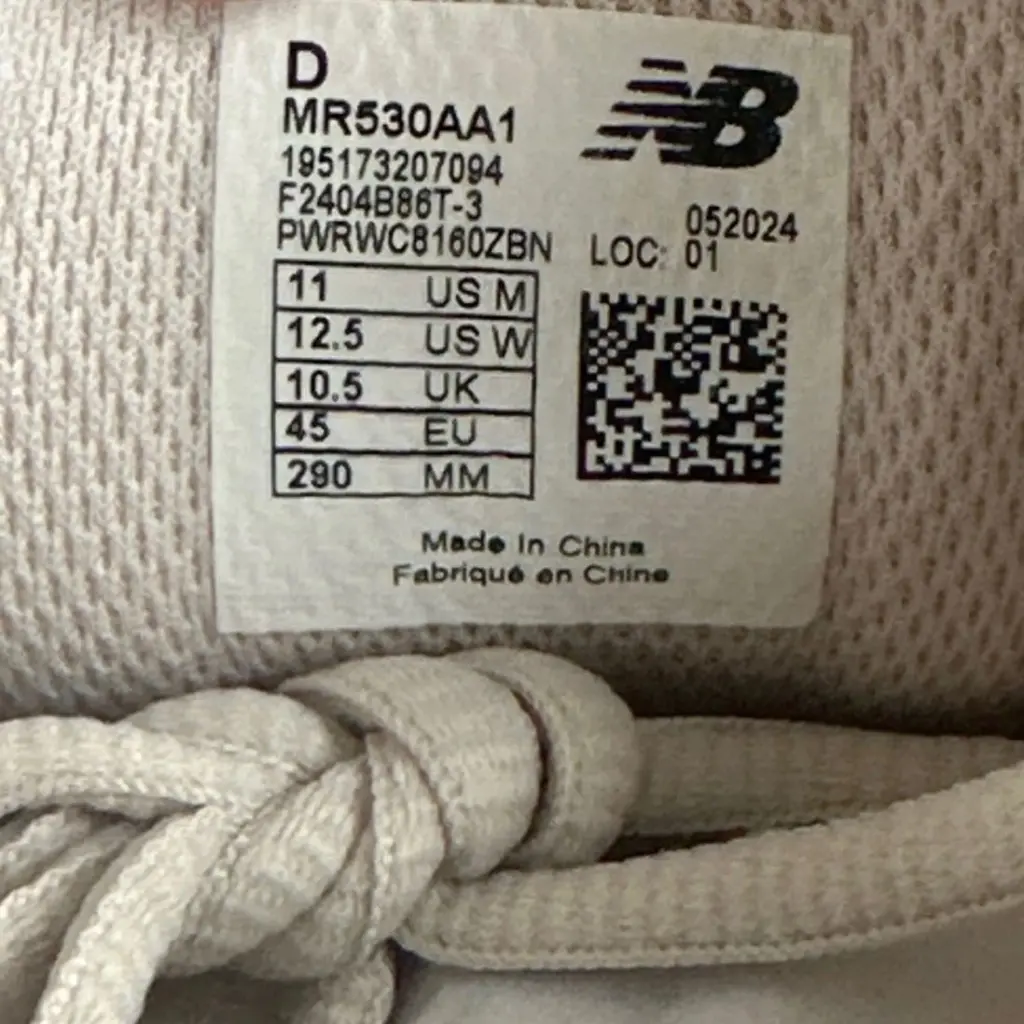 D
MR530AA1
195173207094
F2404B86T-3
PWRWC8160ZBN
NB
052024
LOC: 01
11 US M
12.5 US W
10.5 UK
45 EU
290 MM
Made In China
Fabriqué en Chine